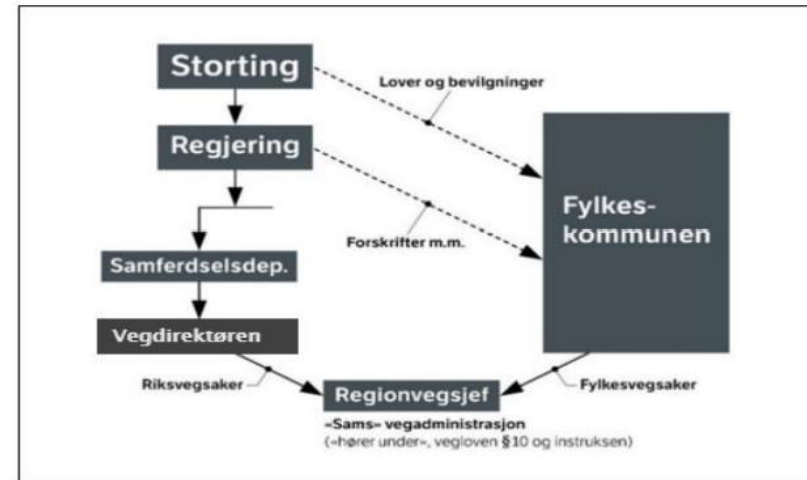 Storting
Lover og bevilgninger
Regjering
Fylkes-
kommunen
Forskrifter m.m.
Samferdselsdep.
Vegdirektøren
Riksvegsaker
Regionvegsjef
Fylkesvegsaker
«Sams» vegadministrasjon
(«hører under», vegloven §10 og instruksen)